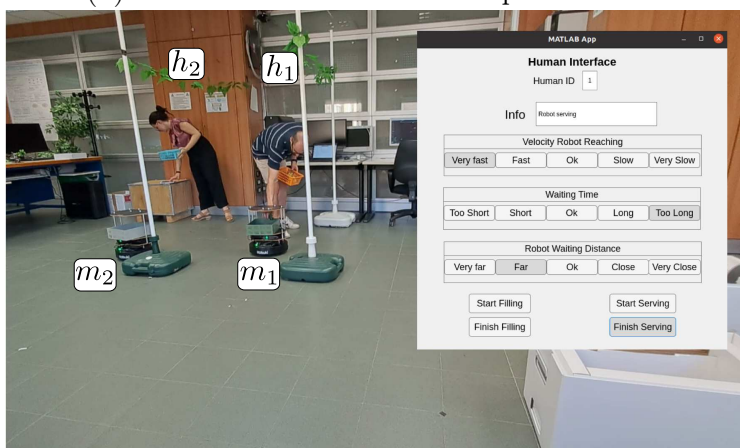 MATLAB App
Human Interface
Human ID 1
Info Robot serving
Velocity Robot Reaching
Very fast Fast Ok Slow Very Slow
Waiting Time
Too Short Short Ok Long Too Long
Robot Waiting Distance
Very far Far Ok Close Very Close
Start Filling Start Serving
Finish Filling Finish Serving
h2 h1
m2 m1